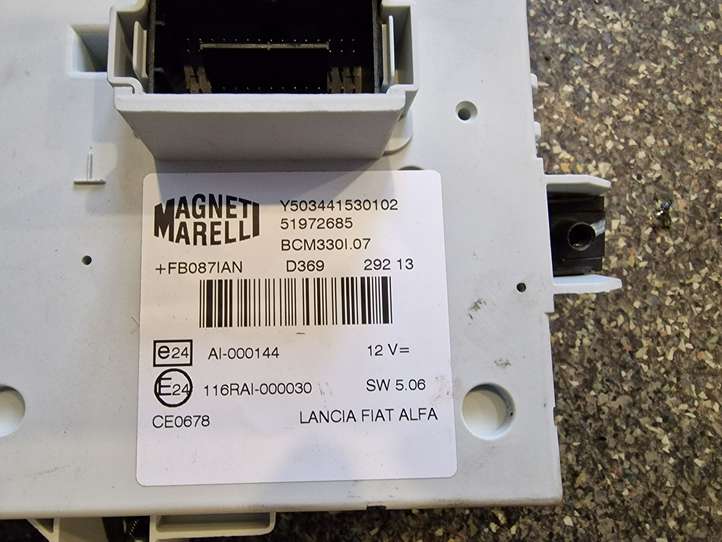 MAGNETI MARELLI
Y503441530102
51972685
BCM330I.07
+FB087IAN D369 292 13
e24 AI-000144 12 V=
E24 116RAI-000030 SW 5.06
CE0678 LANCIA FIAT ALFA